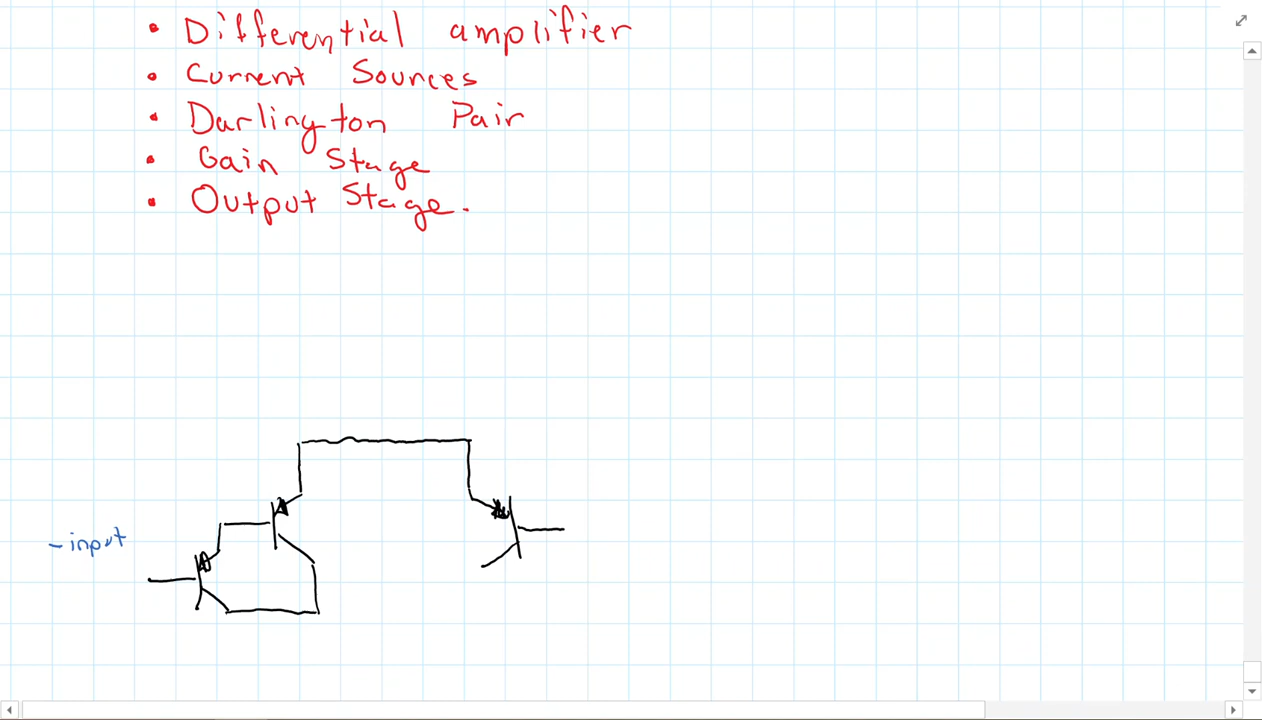 • Differential amplifier
• Current Sources
• Darlington Pair
• Gain Stage
• Output Stage.
- input